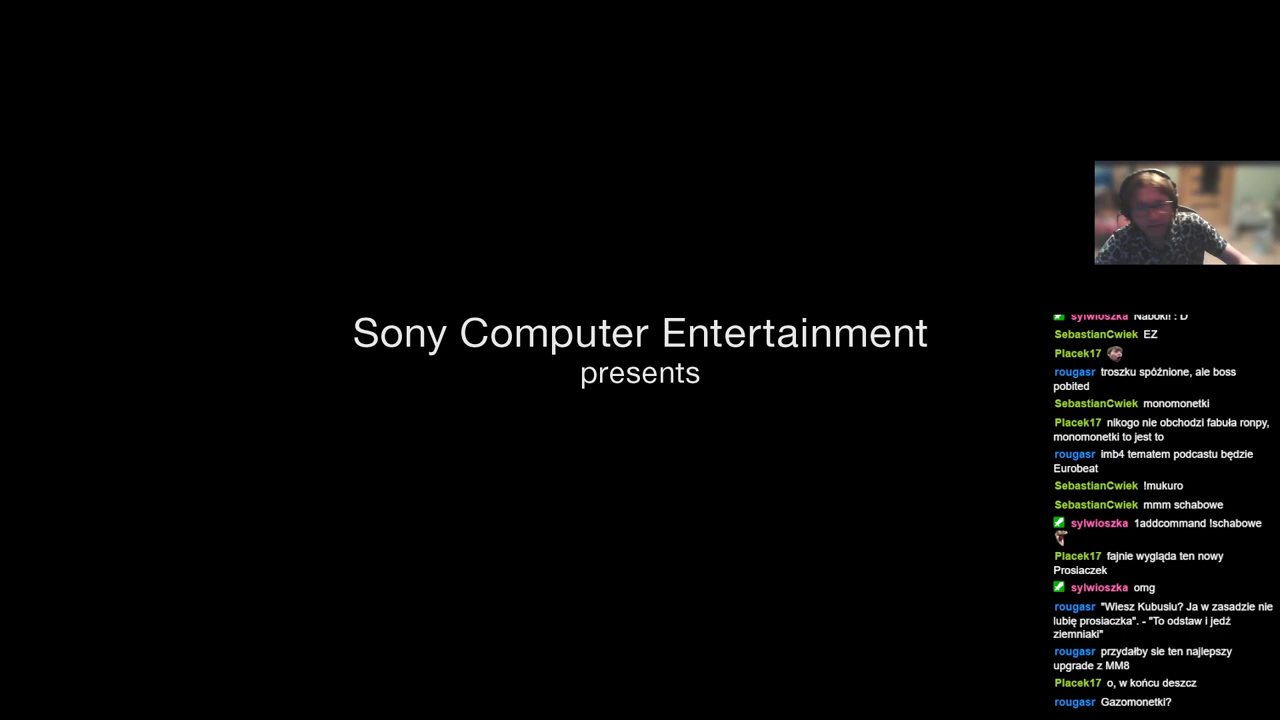 Sony Computer Entertainment
presents
sylwioszka Naboki! : D
SebastianCwiek EZ
Placek17
rougasr troszku spóźnione, ale boss
pobited
SebastianCwiek monomonetki
Placek17 nikogo nie obchodzi fabuła ronpy,
monomonetki to jest to
rougasr imb4 tematem podcastu będzie
Eurobeat
SebastianCwiek !mukuro
SebastianCwiek mmm schabowe
sylwioszka 1addcommand !schabowe
Placek17 fajnie wygląda ten nowy
Prosiaczek
sylwioszka omg
rougasr "Wiesz Kubusiu? Ja w zasadzie nie
lubię prosiaczka". - "To odstaw i jedź
ziemniaki"
rougasr przydałby sie ten najlepszy
upgrade z MM8
Placek17 o, w końcu deszcz
rougasr Gazomonetki?